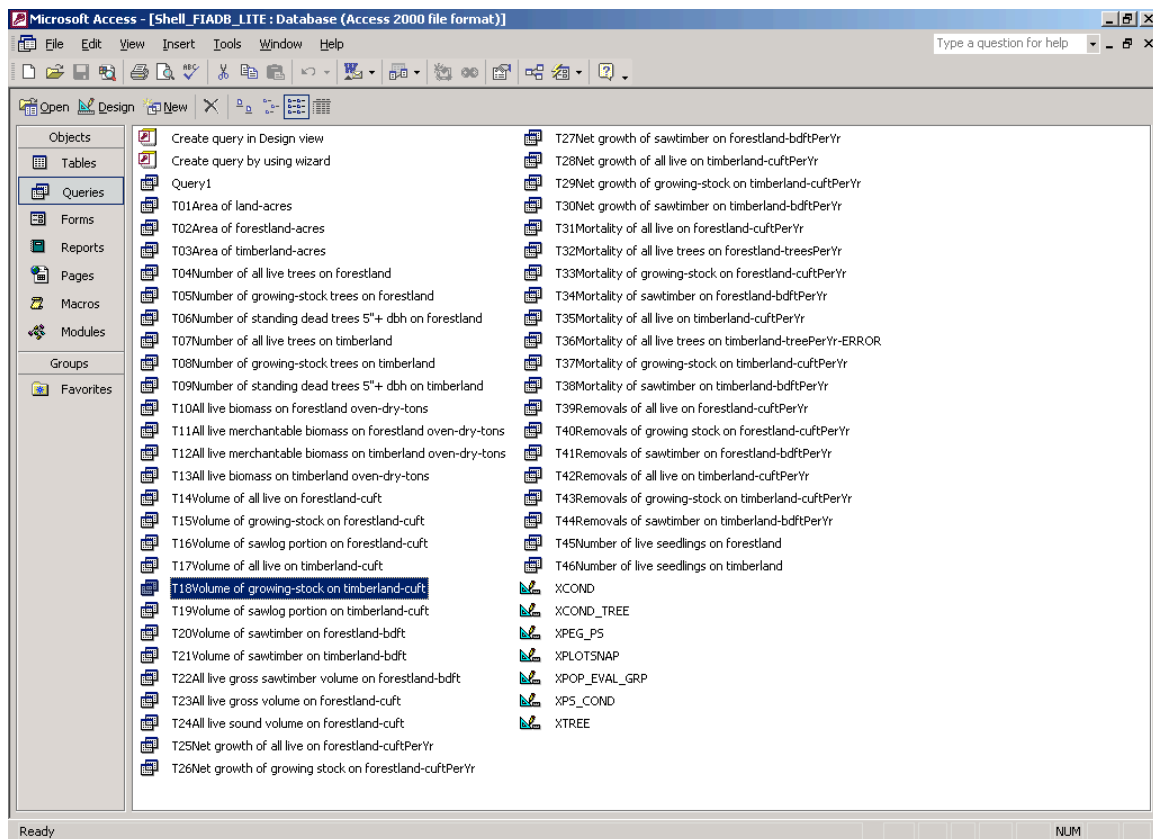 Microsoft Access - [Shell_FIADB_LITE : Database (Access 2000 file format)]
File Edit View Insert Tools Window Help Type a question for help
Open Design New
Objects
Tables
Queries
Forms
Reports
Pages
Macros
Modules
Groups
Favorites
Create query in Design view
Create query by using wizard
Query1
T01Area of land-acres
T02Area of forestland-acres
T03Area of timberland-acres
T04Number of all live trees on forestland
T05Number of growing-stock trees on forestland
T06Number of standing dead trees 5"+ dbh on forestland
T07Number of all live trees on timberland
T08Number of growing-stock trees on timberland
T09Number of standing dead trees 5"+ dbh on timberland
T10All live biomass on forestland oven-dry-tons
T11All live merchantable biomass on forestland oven-dry-tons
T12All live merchantable biomass on timberland oven-dry-tons
T13All live biomass on timberland oven-dry-tons
T14Volume of all live on forestland-cuft
T15Volume of growing-stock on forestland-cuft
T16Volume of sawlog portion on forestland-cuft
T17Volume of all live on timberland-cuft
T18Volume of growing-stock on timberland-cuft
T19Volume of sawlog portion on timberland-cuft
T20Volume of sawtimber on forestland-bdft
T21Volume of sawtimber on timberland-bdft
T22All live gross sawtimber volume on forestland-bdft
T23All live gross volume on forestland-cuft
T24All live sound volume on forestland-cuft
T25Net growth of all live on forestland-cuftPerYr
T26Net growth of growing stock on forestland-cuftPerYr
T27Net growth of sawtimber on forestland-bdftPerYr
T28Net growth of all live on timberland-cuftPerYr
T29Net growth of growing-stock on timberland-cuftPerYr
T30Net growth of sawtimber on timberland-bdftPerYr
T31Mortality of all live on forestland-cuftPerYr
T32Mortality of all live trees on forestland-treesPerYr
T33Mortality of growing-stock on forestland-cuftPerYr
T34Mortality of sawtimber on forestland-bdftPerYr
T35Mortality of all live on timberland-cuftPerYr
T36Mortality of all live trees on timberland-treePerYr-ERROR
T37Mortality of growing-stock on timberland-cuftPerYr
T38Mortality of sawtimber on timberland-bdftPerYr
T39Removals of all live on forestland-cuftPerYr
T40Removals of growing stock on forestland-cuftPerYr
T41Removals of sawtimber on forestland-bdftPerYr
T42Removals of all live on timberland-cuftPerYr
T43Removals of growing-stock on timberland-cuftPerYr
T44Removals of sawtimber on timberland-bdftPerYr
T45Number of live seedlings on forestland
T46Number of live seedlings on timberland
XCOND
XCOND_TREE
XPEG_PS
XPLOTSNAP
XPOP_EVAL_GRP
XPS_COND
XTREE
Ready NUM